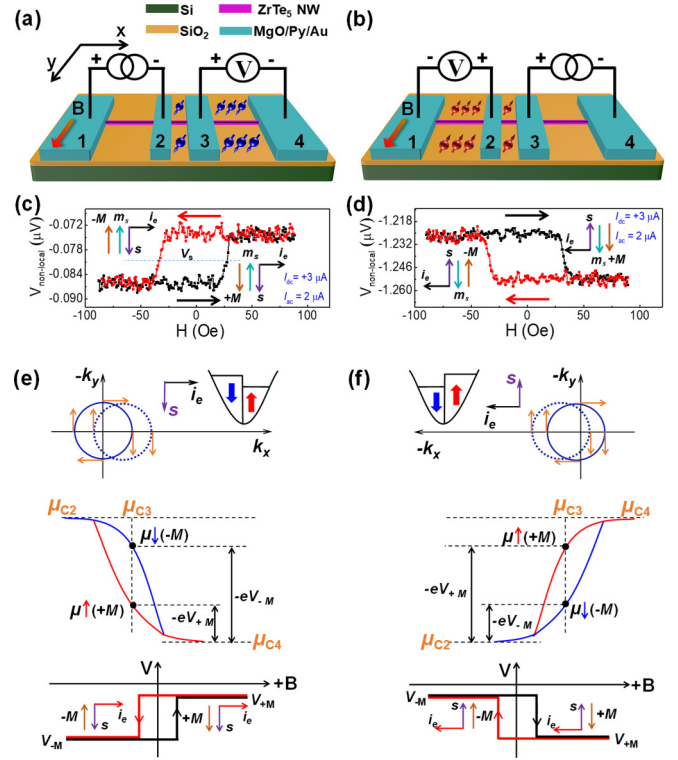 (a)
Si
ZrTe5 NW
SiO2
MgO/Py/Au
(b)
x
y
+
-
+
V
-
B
1
2
3
4
-
V
+
+
-
B
1
2
3
4
(c)
-0.072
-0.078
-0.084
-0.090
Vnon-local (μV)
-M
ms
s
ie
Vs
ms
ie
+M
s
Idc = +3 μA
Iac = 2 μA
-100
-50
0
50
100
H (Oe)
(d)
-1.218
-1.232
-1.246
-1.260
Vnon-local (μV)
s
-M
ie
ms
s
ie
ms
+M
Idc = +3 μA
Iac = 2 μA
-100
-50
0
50
100
H (Oe)
(e)
-ky
s
ie
kx
μC2
μC3
μ↓(-M)
μ↑(+M)
-eV+M
-eV-M
μC4
V
+B
-M
s
ie
+M
s
ie
V+M
V-M
(f)
-ky
s
ie
-kx
μC3
μC4
μ↑(+M)
μ↓(-M)
-eV+M
-eV-M
μC2
V
+B
V-M
ie
s
-M
ie
s
+M
V+M